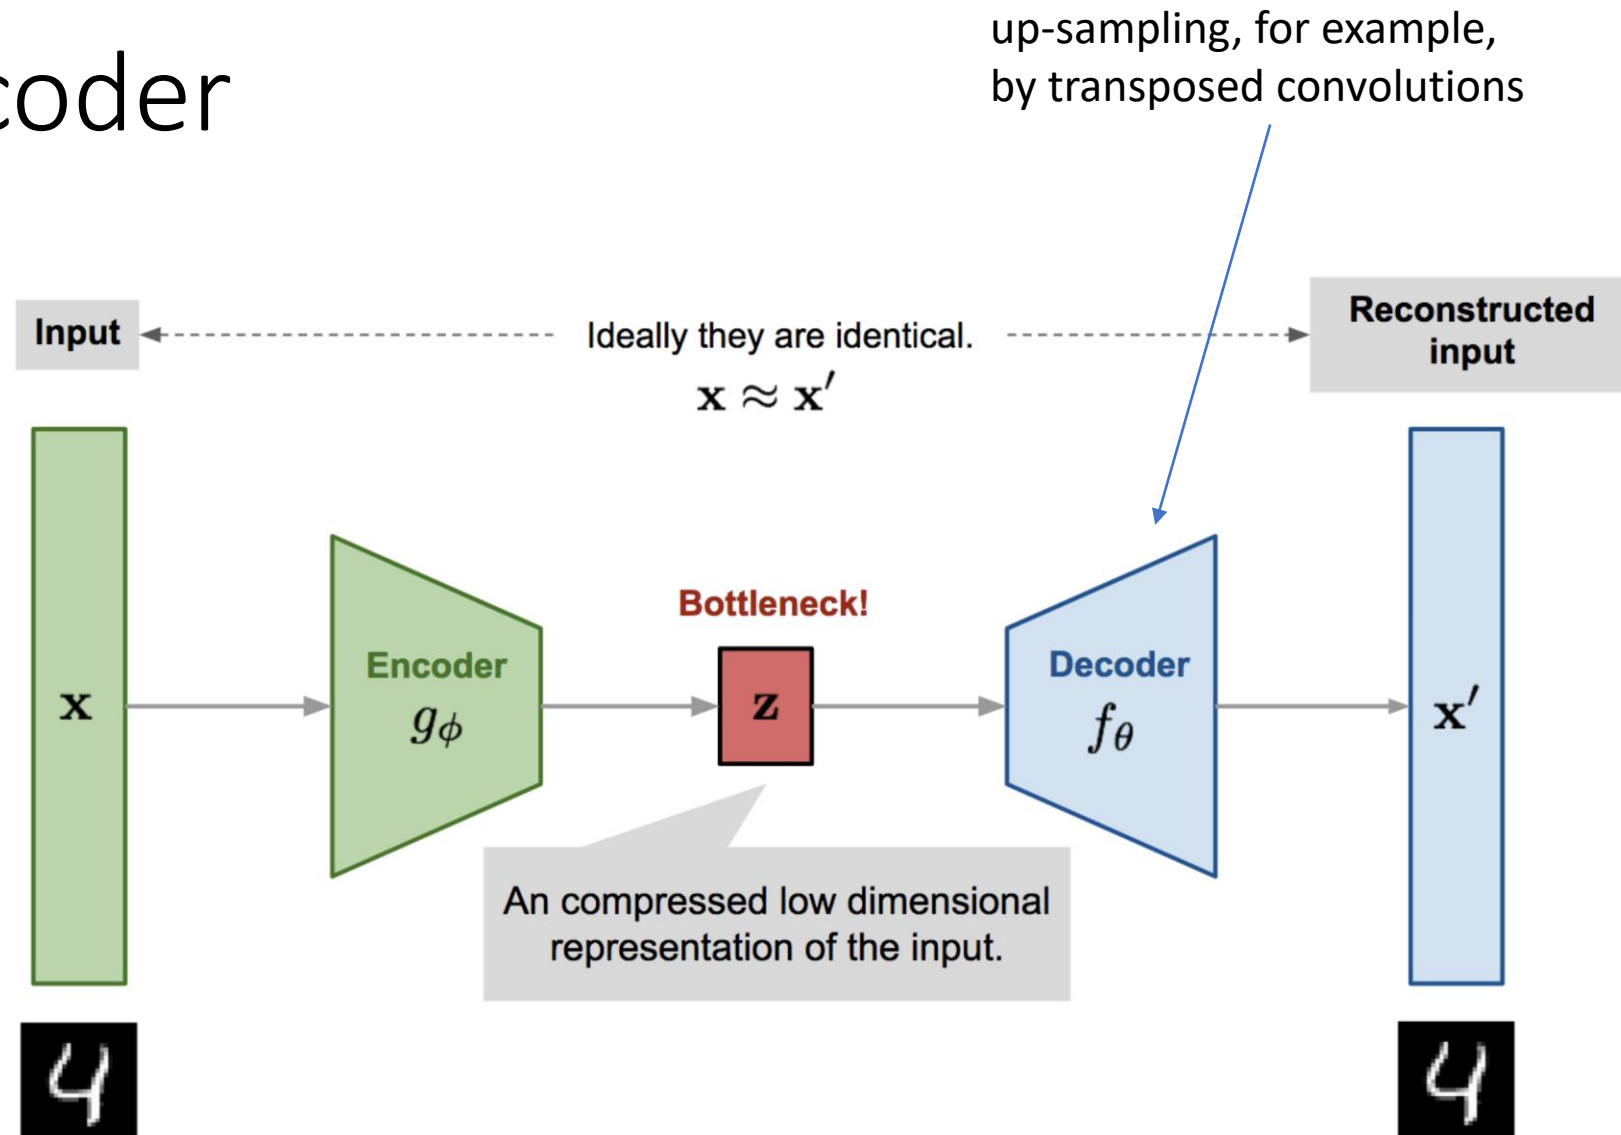 coder
up-sampling, for example,
by transposed convolutions
Input
Ideally they are identical.
x ≈ x′
Reconstructed
input
Bottleneck!
x
Encoder
gϕ
z
Decoder
fθ
x′
An compressed low dimensional
representation of the input.
4
4